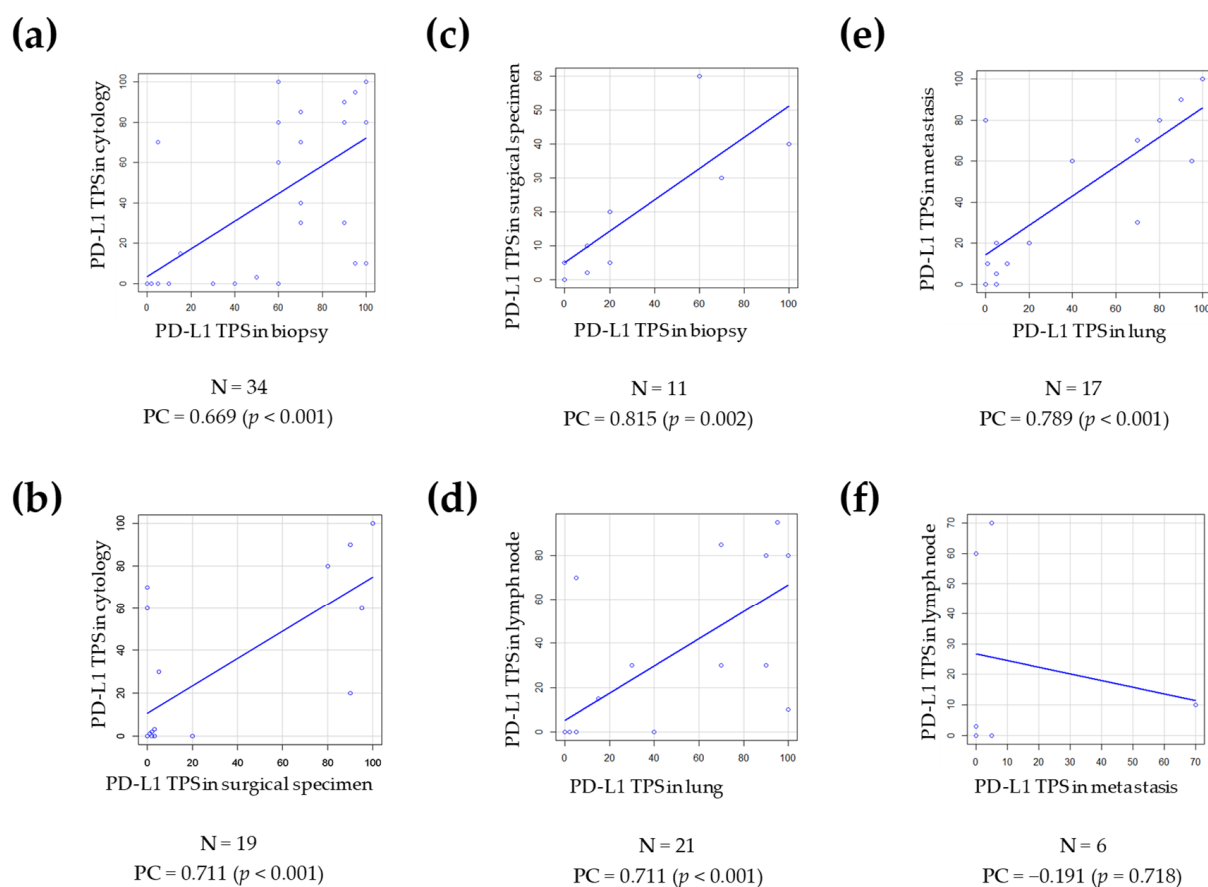 (a)
PD-L1 TPS in cytology
100
80
60
40
20
0
0 20 40 60 80 100
PD-L1 TPS in biopsy
N = 34
PC = 0.669 (p < 0.001)
(c)
PD-L1 TPS in surgical specimen
60
50
40
30
20
10
0
0 20 40 60 80 100
PD-L1 TPS in biopsy
N = 11
PC = 0.815 (p = 0.002)
(e)
PD-L1 TPS in metastasis
100
80
60
40
20
0
0 20 40 60 80 100
PD-L1 TPS in lung
N = 17
PC = 0.789 (p < 0.001)
(b)
PD-L1 TPS in cytology
100
80
60
40
20
0
0 20 40 60 80 100
PD-L1 TPS in surgical specimen
N = 19
PC = 0.711 (p < 0.001)
(d)
PD-L1 TPS in lymph node
80
60
40
20
0
0 20 40 60 80 100
PD-L1 TPS in lung
N = 21
PC = 0.711 (p < 0.001)
(f)
PD-L1 TPS in lymph node
70
60
50
40
30
20
10
0
0 10 20 30 40 50 60 70
PD-L1 TPS in metastasis
N = 6
PC = −0.191 (p = 0.718)